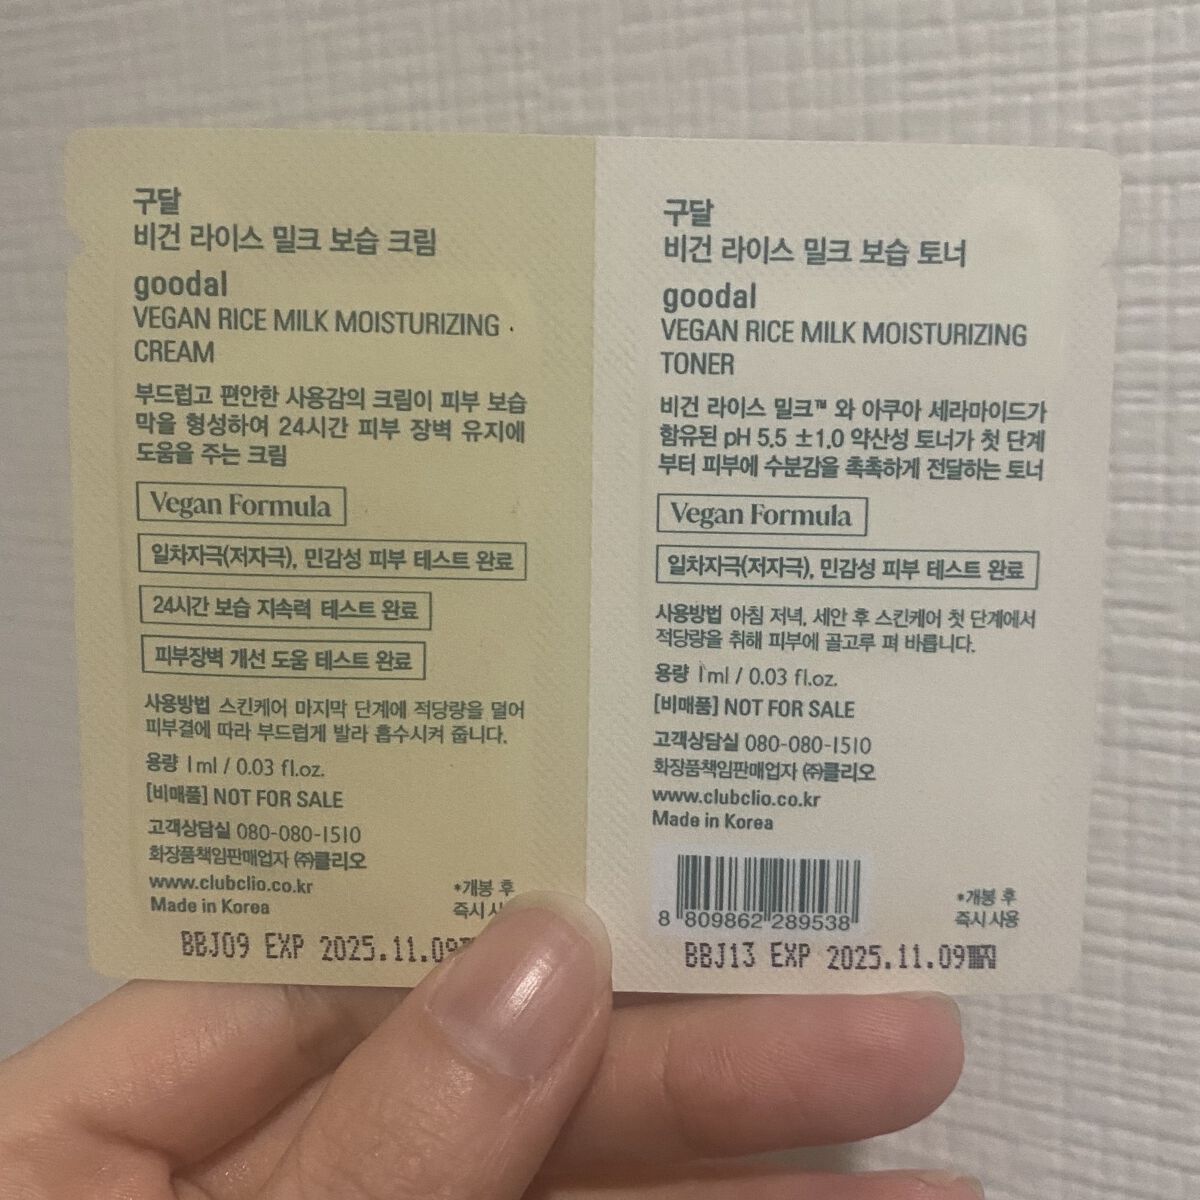 구달
비건 라이스 밀크 보습 크림
goodal
VEGAN RICE MILK MOISTURIZING
CREAM
부드럽고 편안한 사용감의 크림이 피부 보습
막을 형성하여 24시간 피부 장벽 유지에
도움을 주는 크림
Vegan Formula
일차자극(저자극), 민감성 피부 테스트 완료
24시간 보습 지속력 테스트 완료
피부장벽 개선 도움 테스트 완료
사용방법 스킨케어 마지막 단계에 적당량을 덜어
피부결에 따라 부드럽게 발라 흡수시켜 줍니다.
용량 1ml / 0.03 fl.oz.
[비매품] NOT FOR SALE
고객상담실 080-080-1510
화장품책임판매업자 ㈜클리오
www.clubclio.co.kr
Made in Korea
*개봉 후
즉시
BBJ09 EXP 2025.11.09
구달
비건 라이스 밀크 보습 토너
goodal
VEGAN RICE MILK MOISTURIZING
TONER
비건 라이스 밀크™ 와 아쿠아 세라마이드가
함유된 pH 5.5 ±1.0 약산성 토너가 첫 단계
부터 피부에 수분감을 촉촉하게 전달하는 토너
Vegan Formula
일차자극(저자극), 민감성 피부 테스트 완료
사용방법 아침 저녁, 세안 후 스킨케어 첫 단계에서
적당량을 취해 피부에 골고루 펴 바릅니다.
용량 1ml / 0.03 fl.oz.
[비매품] NOT FOR SALE
고객상담실 080-080-1510
화장품책임판매업자 ㈜클리오
www.clubclio.co.kr
Made in Korea
8 809862 289538
*개봉 후
즉시 사용
BBJ13 EXP 2025.11.09